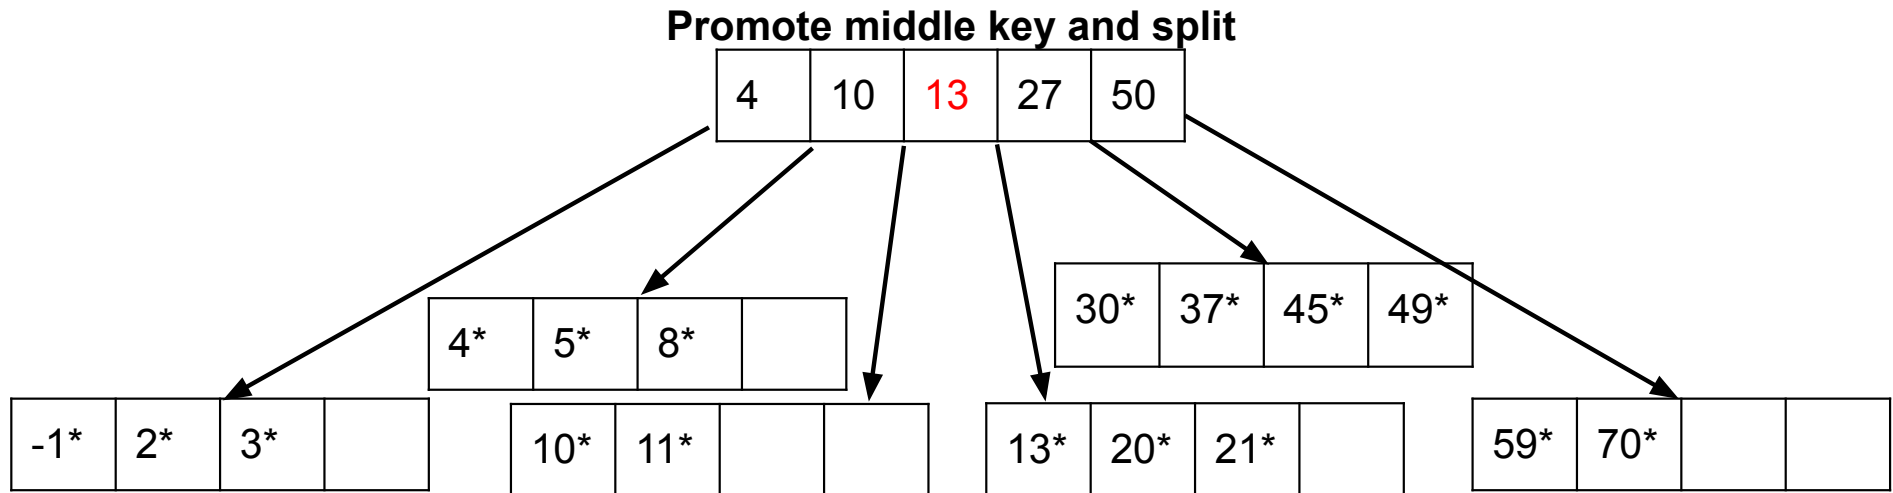 Promote middle key and split
4 10 13 27 50
30* 37* 45* 49*
4* 5* 8*
-1* 2* 3*
10* 11*
13* 20* 21*
59* 70*